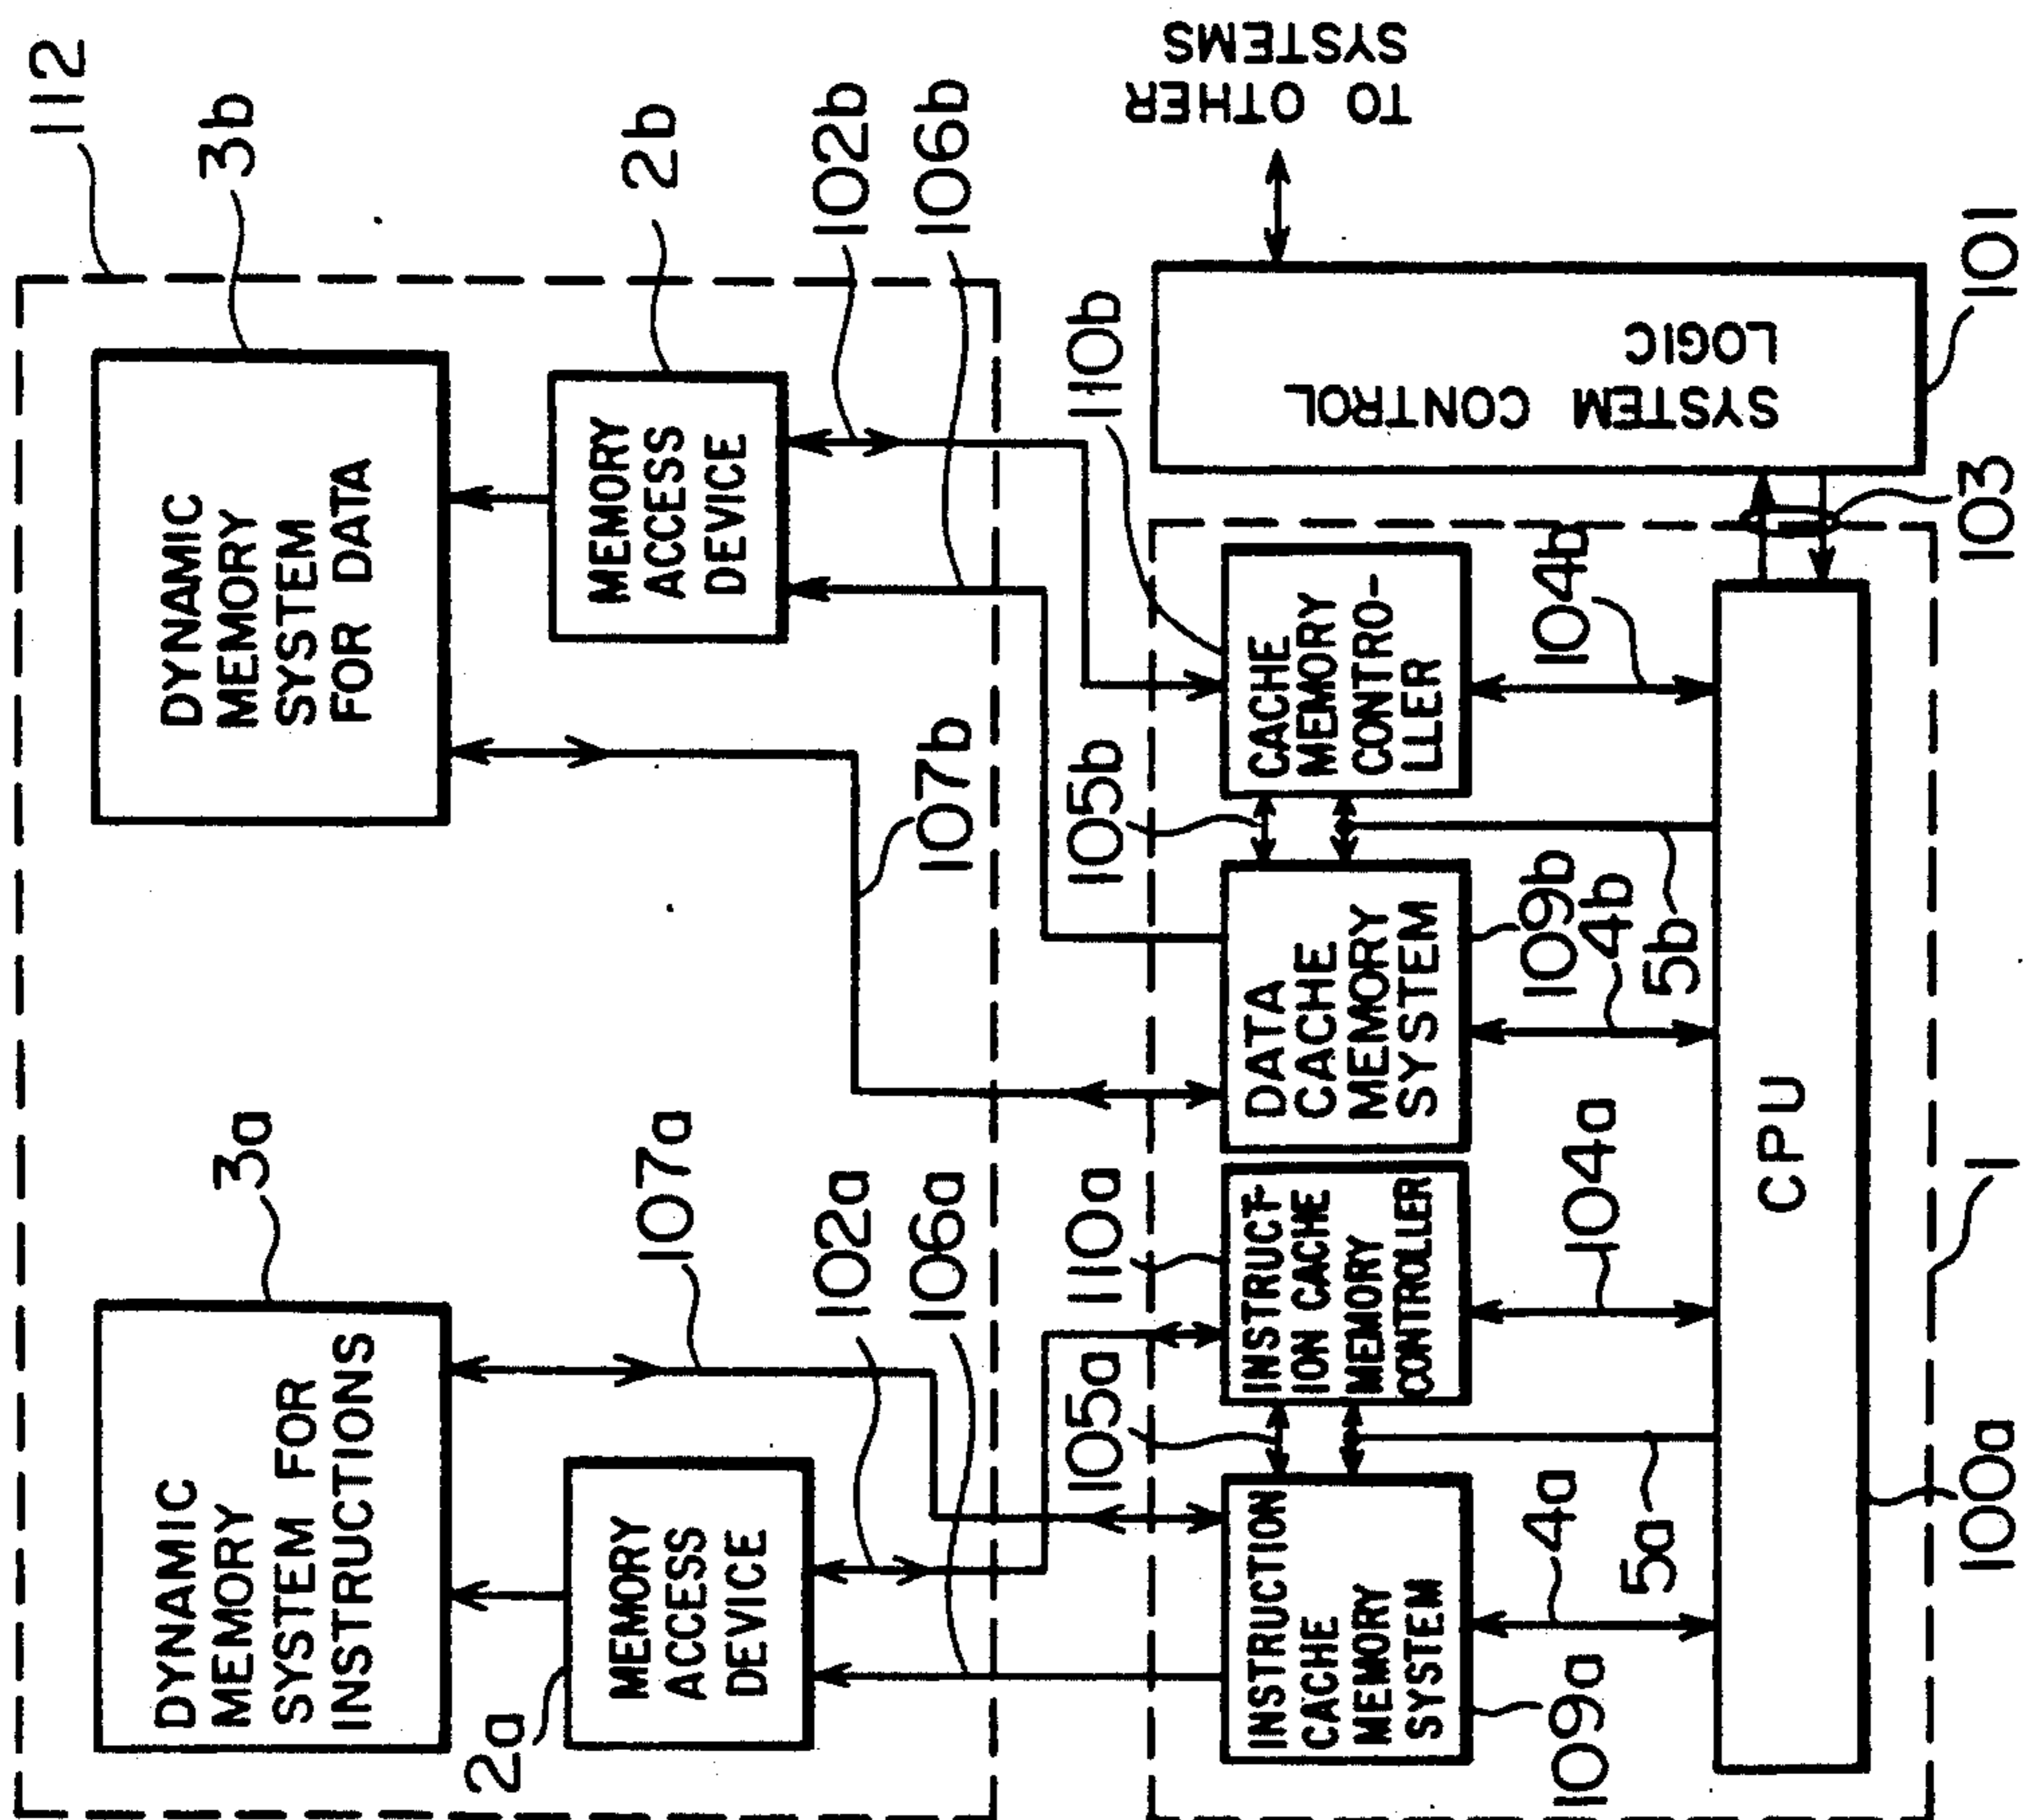 112
3b
3a
DYNAMIC
MEMORY
SYSTEM FOR
INSTRUCTIONS
DYNAMIC
MEMORY
SYSTEM
FOR DATA
2a
MEMORY
ACCESS
DEVICE
107a
102a
106a
MEMORY
ACCESS
DEVICE
2b
102b
106b
107b
105a
110a
105b
110b
TO OTHER
SYSTEMS
INSTRUCTION
CACHE
MEMORY
SYSTEM
INSTRUCT-
ION CACHE
MEMORY
CONTROLLER
DATA
CACHE
MEMORY
SYSTEM
CACHE
MEMORY
CONTRO-
LLER
SYSTEM CONTROL
LOGIC
109a
4a
5a
104a
109b
4b
5b
104b
CPU
100a
1
103
101